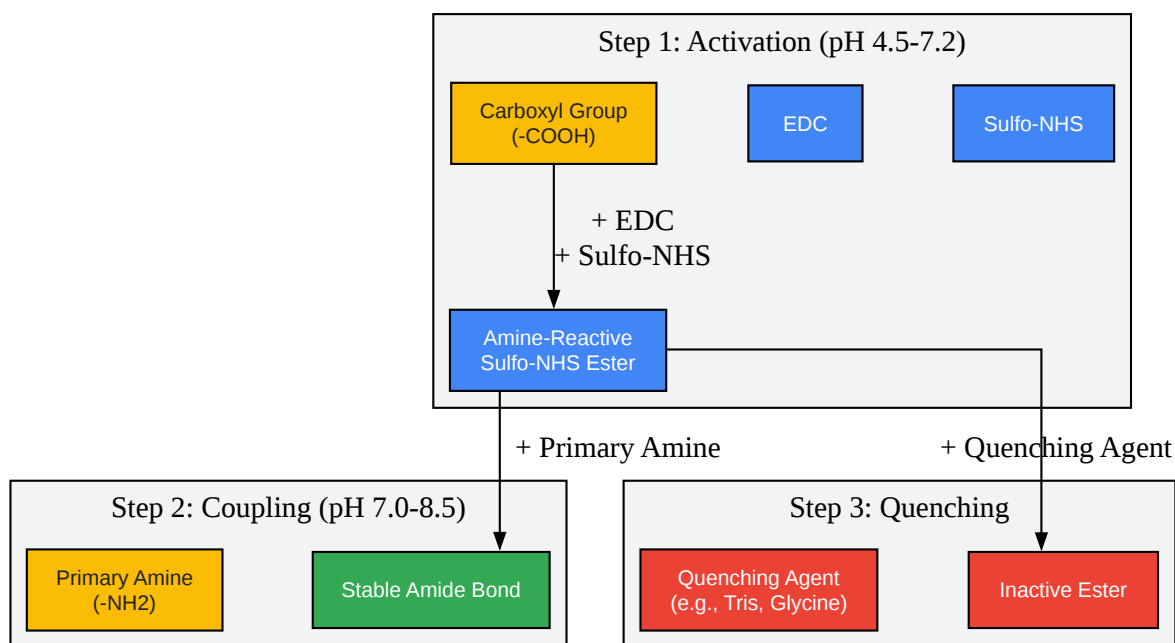 Step 1: Activation (pH 4.5-7.2)
Carboxyl Group
(-COOH)
EDC
Sulfo-NHS
+ EDC
+ Sulfo-NHS
Amine-Reactive
Sulfo-NHS Ester
+ Primary Amine
+ Quenching Agent
Step 2: Coupling (pH 7.0-8.5)
Primary Amine
(-NH2)
Stable Amide Bond
Step 3: Quenching
Quenching Agent
(e.g., Tris, Glycine)
Inactive Ester